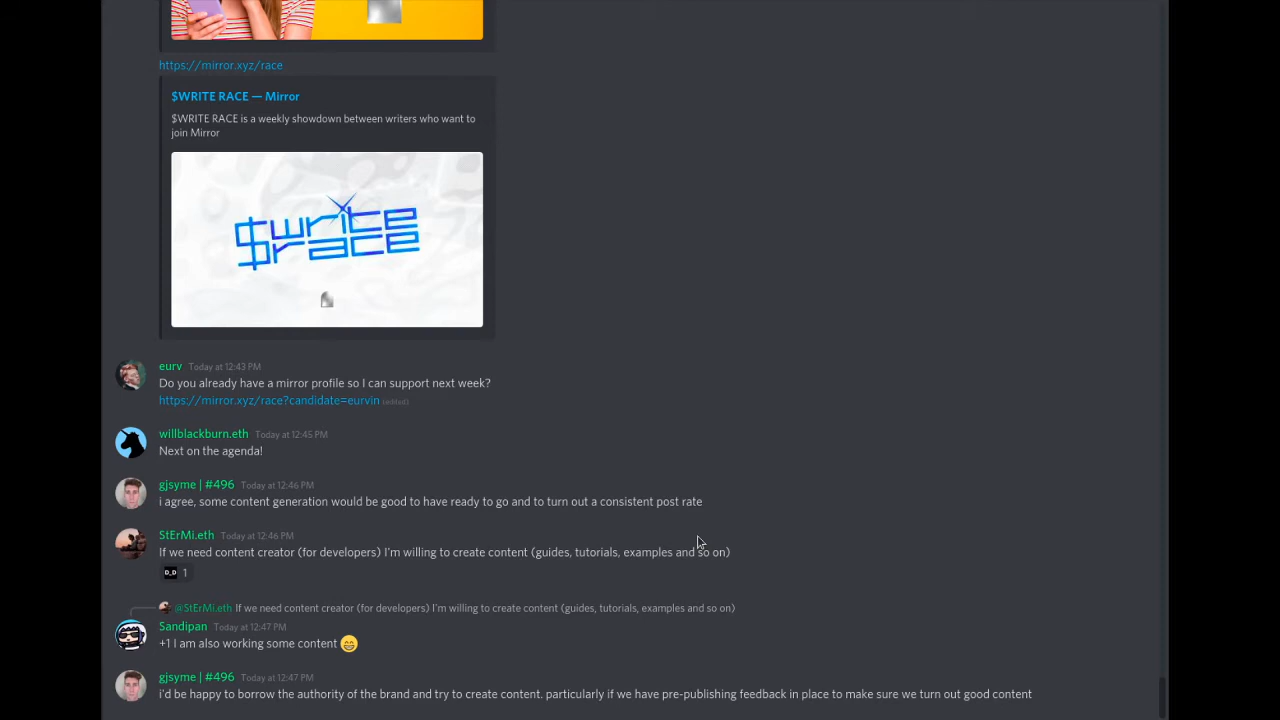 https://mirror.xyz/race
$WRITE RACE — Mirror
$WRITE RACE is a weekly showdown between writers who want to
join Mirror
$write
race
eurv Today at 12:43 PM
Do you already have a mirror profile so I can support next week?
https://mirror.xyz/race?candidate=eurvin (edited)
willblackburn.eth Today at 12:45 PM
Next on the agenda!
gjsyme | #496 Today at 12:46 PM
i agree, some content generation would be good to have ready to go and to turn out a consistent post rate
StErMi.eth Today at 12:46 PM
If we need content creator (for developers) I'm willing to create content (guides, tutorials, examples and so on)
D_D 1
@StErMi.eth If we need content creator (for developers) I'm willing to create content (guides, tutorials, examples and so on)
Sandipan Today at 12:47 PM
+1 I am also working some content 😁
gjsyme | #496 Today at 12:47 PM
i'd be happy to borrow the authority of the brand and try to create content. particularly if we have pre-publishing feedback in place to make sure we turn out good content